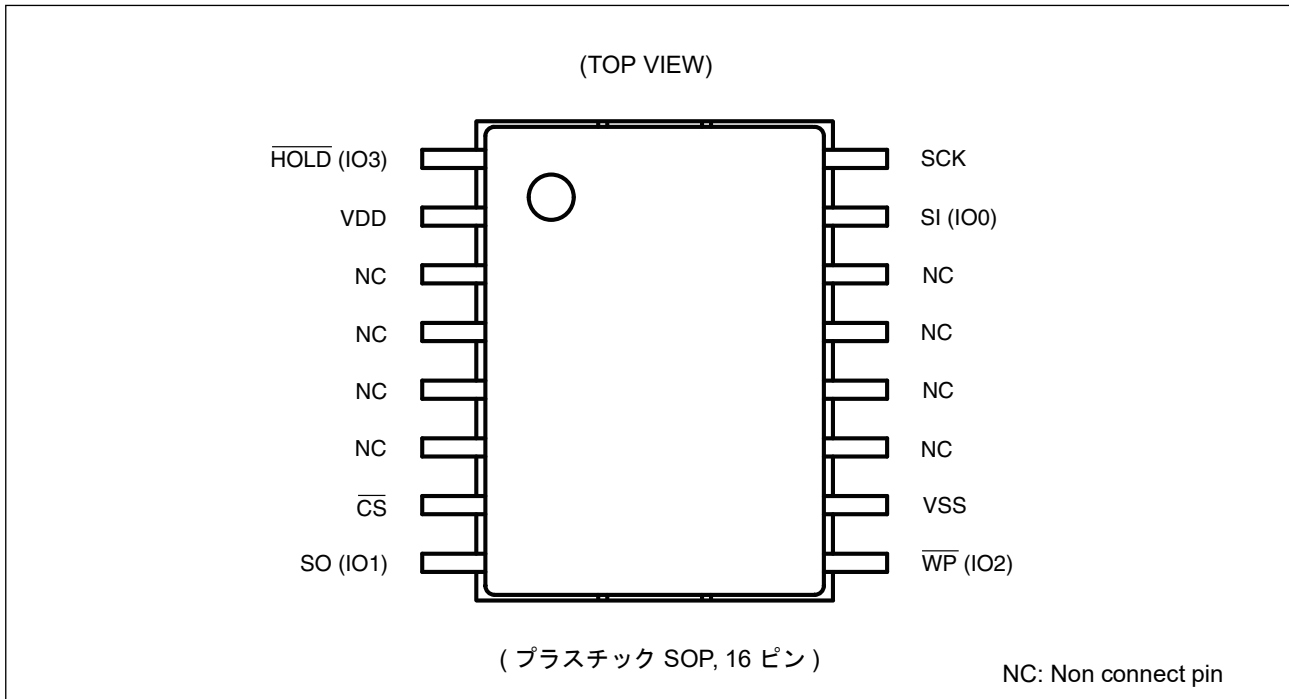 (TOP VIEW)
HOLD (IO3)
SCK
VDD
SI (IO0)
NC
NC
NC
NC
NC
NC
NC
NC
CS
VSS
SO (IO1)
WP (IO2)
( プラスチック SOP, 16 ピン )
NC: Non connect pin